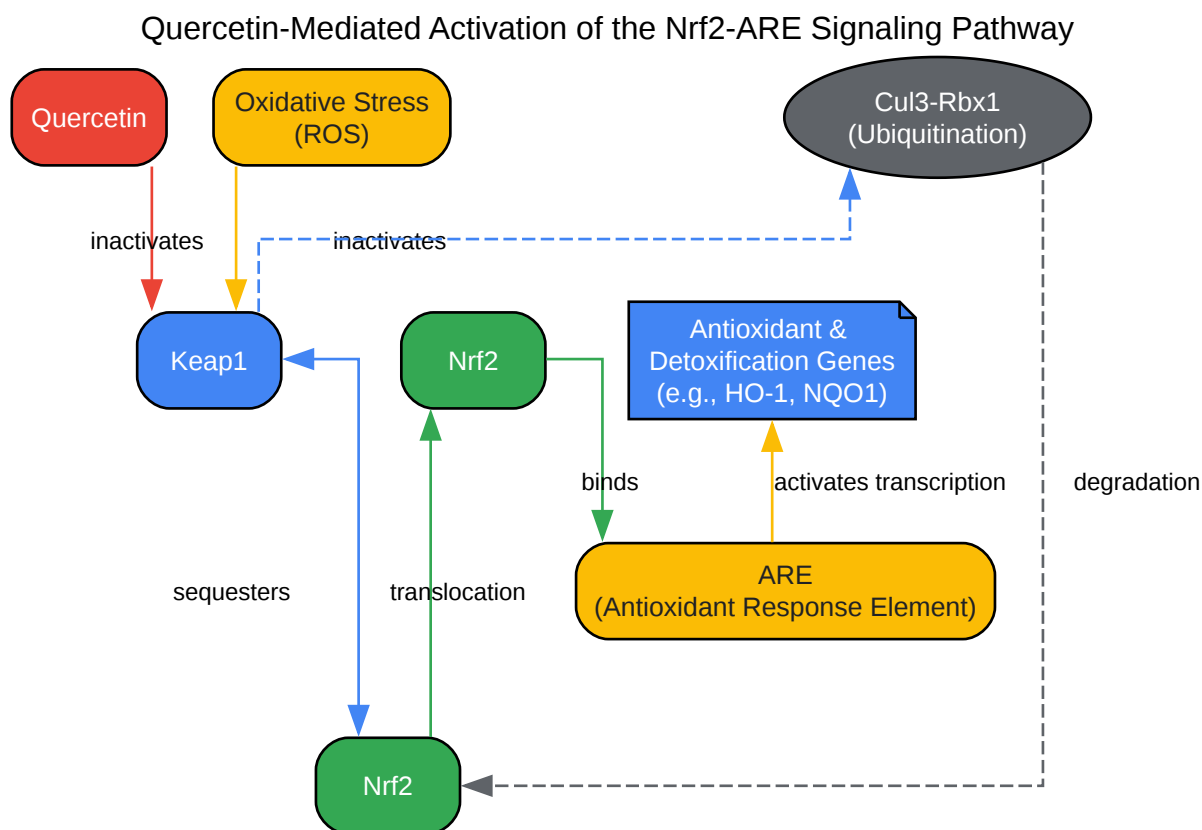 Quercetin-Mediated Activation of the Nrf2-ARE Signaling Pathway
Quercetin
Oxidative Stress
(ROS)
Cul3-Rbx1
(Ubiquitination)
inactivates
inactivates
Keap1
Nrf2
Antioxidant &
Detoxification Genes
(e.g., HO-1, NQO1)
binds
activates transcription
degradation
sequesters
translocation
ARE
(Antioxidant Response Element)
Nrf2